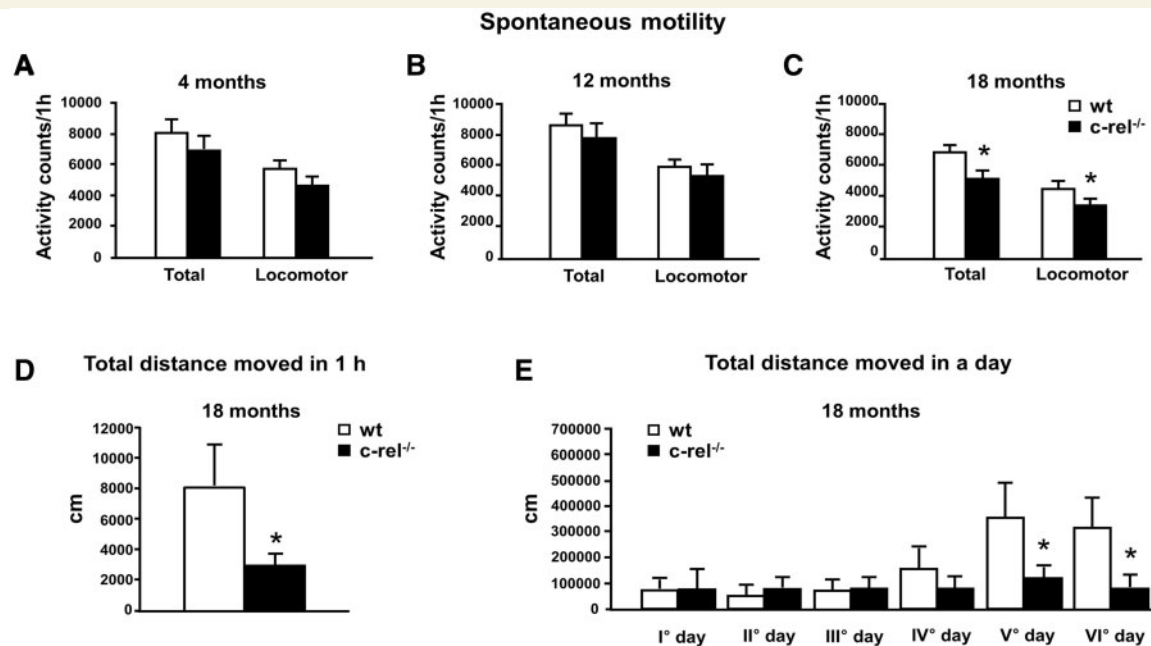 Spontaneous motility
A
4 months
Activity counts/1h
10000
8000
6000
4000
2000
0
Total
Locomotor
B
12 months
Activity counts/1h
10000
8000
6000
4000
2000
0
Total
Locomotor
C
18 months
Activity counts/1h
10000
8000
6000
4000
2000
0
wt
c-rel-/-
*
*
Total
Locomotor
D
Total distance moved in 1 h
18 months
cm
12000
12000
10000
8000
6000
4000
2000
0
wt
c-rel-/-
*
E
Total distance moved in a day
18 months
cm
700000
600000
500000
400000
300000
200000
100000
0
wt
c-rel-/-
*
*
I° day
II° day
III° day
IV° day
V° day
VI° day